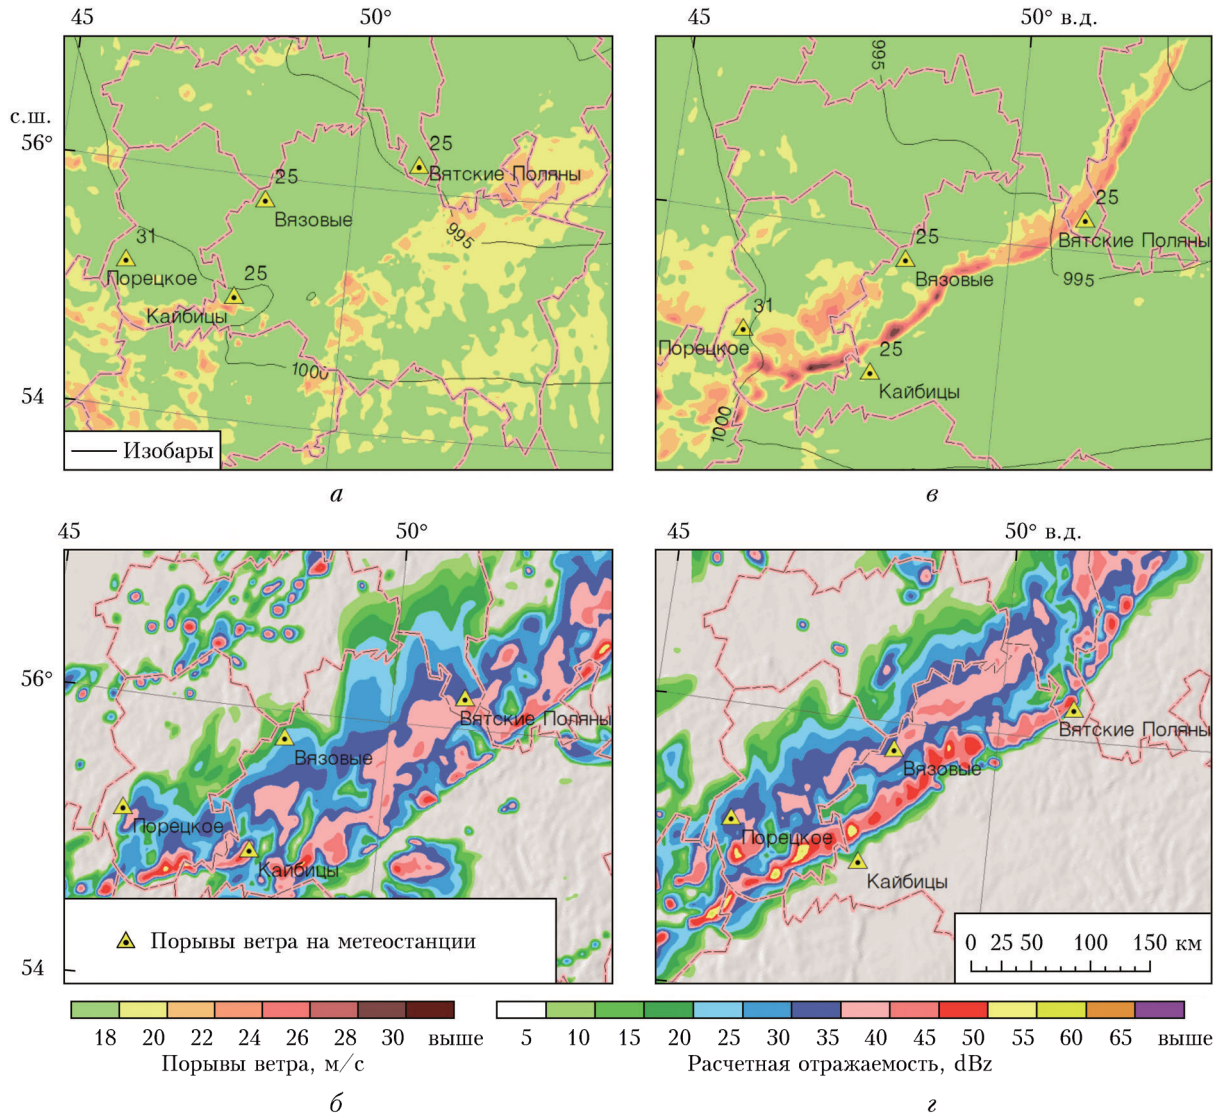 45
50°
45
50° в.д.
с.ш.
56°
54
25
Вятские Поляны
25
Вязовые
31
Порецкое
25
Кайбицы
995
1000
Изобары
995
25
Вятские Поляны
995
25
Вязовые
31
Порецкое
25
Кайбицы
1000
а
в
45
50°
45
50° в.д.
56°
54
Вятские Поляны
Вязовые
Порецкое
Кайбицы
Порывы ветра на метеостанции
Вятские Поляны
Вязовые
Порецкое
Кайбицы
0 25 50 100 150 км
18 20 22 24 26 28 30 выше
Порывы ветра, м/с
5 10 15 20 25 30 35 40 45 50 55 60 65 выше
Расчетная отражаемость, dBz
б
г